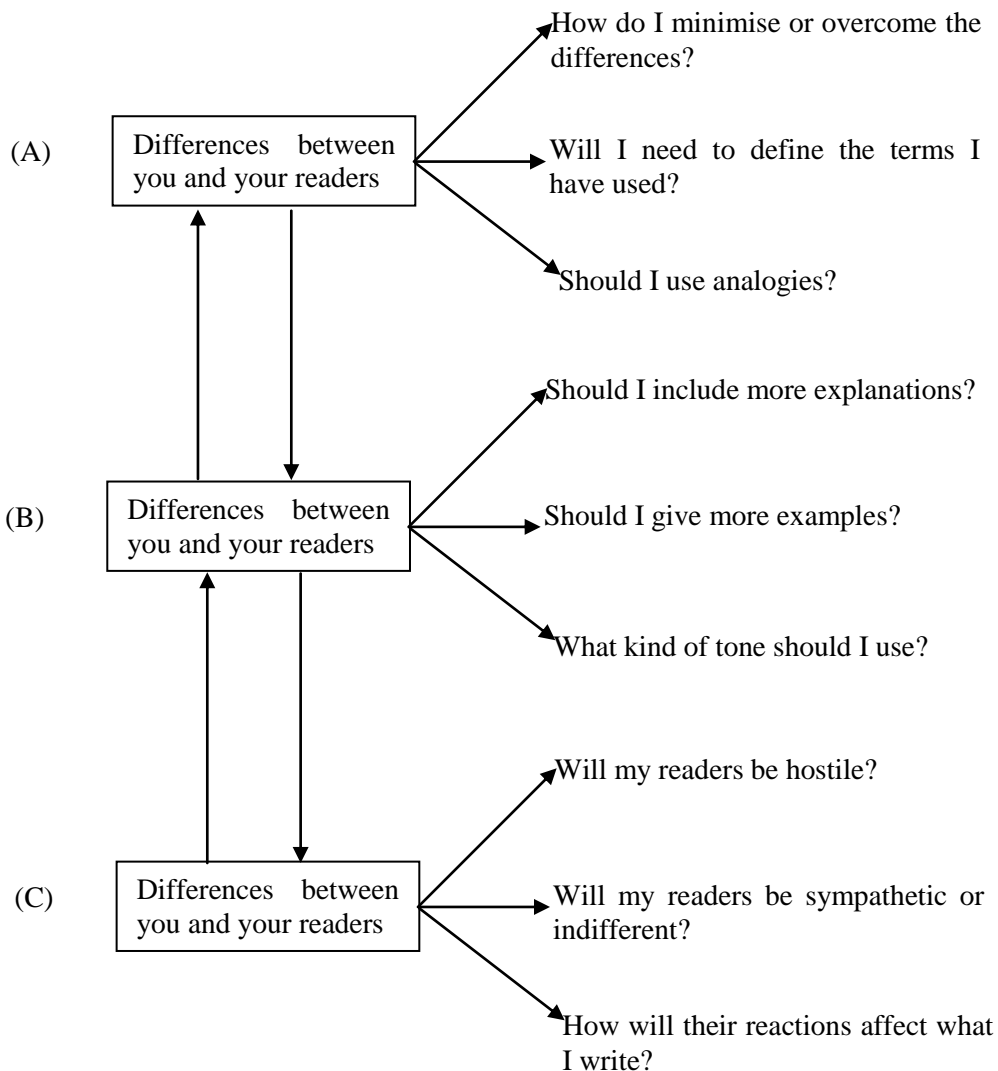 How do I minimise or overcome the
differences?
(A)
Differences between
you and your readers
Will I need to define the terms I
have used?
Should I use analogies?
Should I include more explanations?
(B)
Differences between
you and your readers
Should I give more examples?
What kind of tone should I use?
Will my readers be hostile?
(C)
Differences between
you and your readers
Will my readers be sympathetic or
indifferent?
How will their reactions affect what
I write?